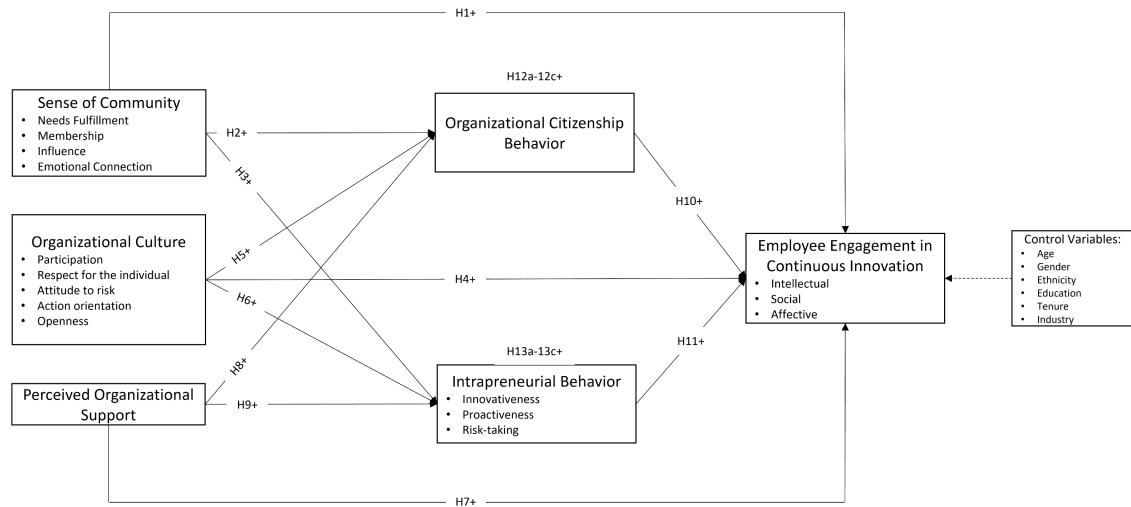 H1+
H12a-12c+
Sense of Community
• Needs Fulfillment
• Membership
• Influence
• Emotional Connection
Organizational Citizenship
Behavior
H2+
H3+
H10+
Organizational Culture
• Participation
• Respect for the individual
• Attitude to risk
• Action orientation
• Openness
H5+
H4+
H6+
Employee Engagement in
Continuous Innovation
• Intellectual
• Social
• Affective
Control Variables:
• Age
• Gender
• Ethnicity
• Education
• Tenure
• Industry
H11+
H13a-13c+
H8+
Perceived Organizational
Support
H9+
Intrapreneurial Behavior
• Innovativeness
• Proactiveness
• Risk-taking
H7+